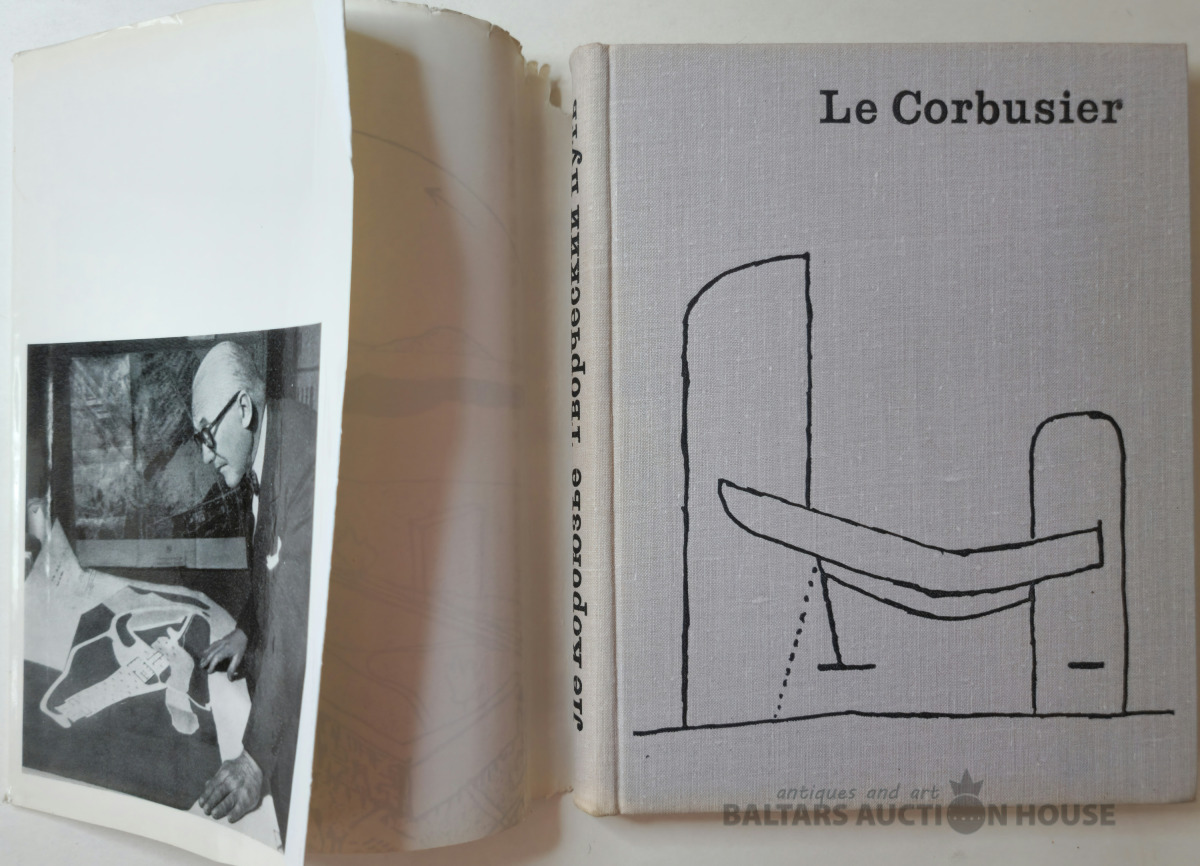 Le Corbusier
Ле Корбюзье Творческий путь
antiques and art
BALTARS AUCTION HOUSE